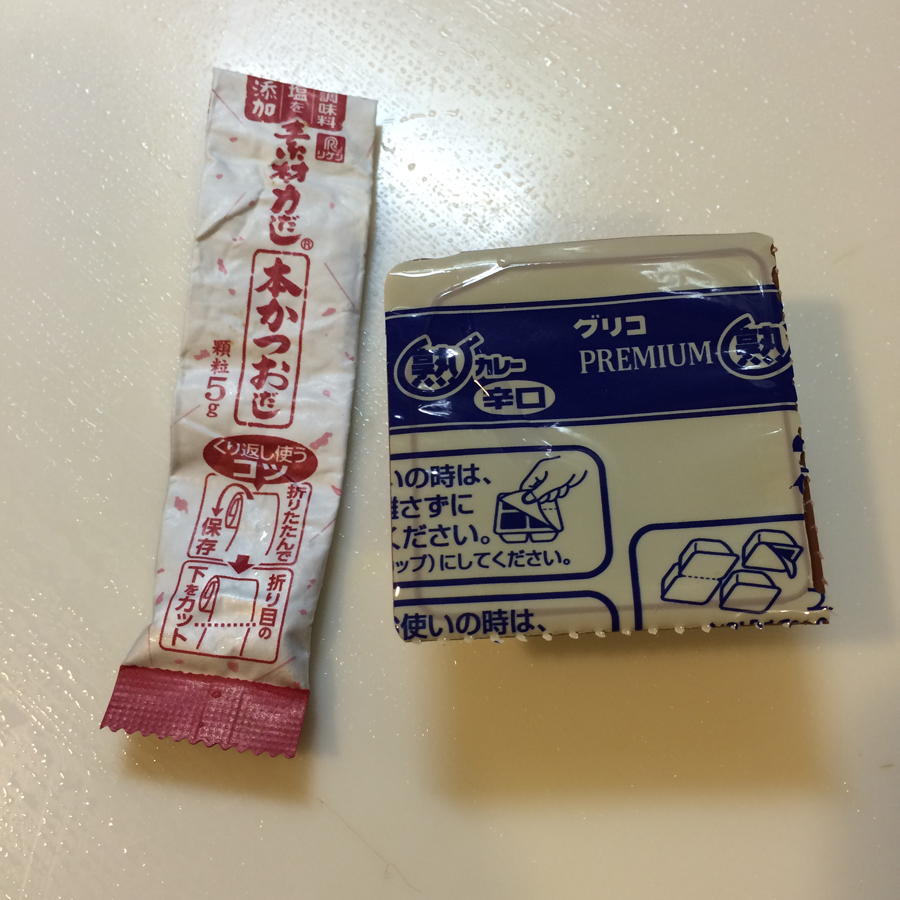 調味料
塩を
添加
リケン
素材力だし®
本かつおだし
顆粒5g
くり返し使う
コツ
折りたたんで
保存
折り目の
下をカット
グリコ
PREMIUM
熟カレー
辛口
熟
いの時は、
さずに
ください。
ップ)にしてください。
使いの時は、